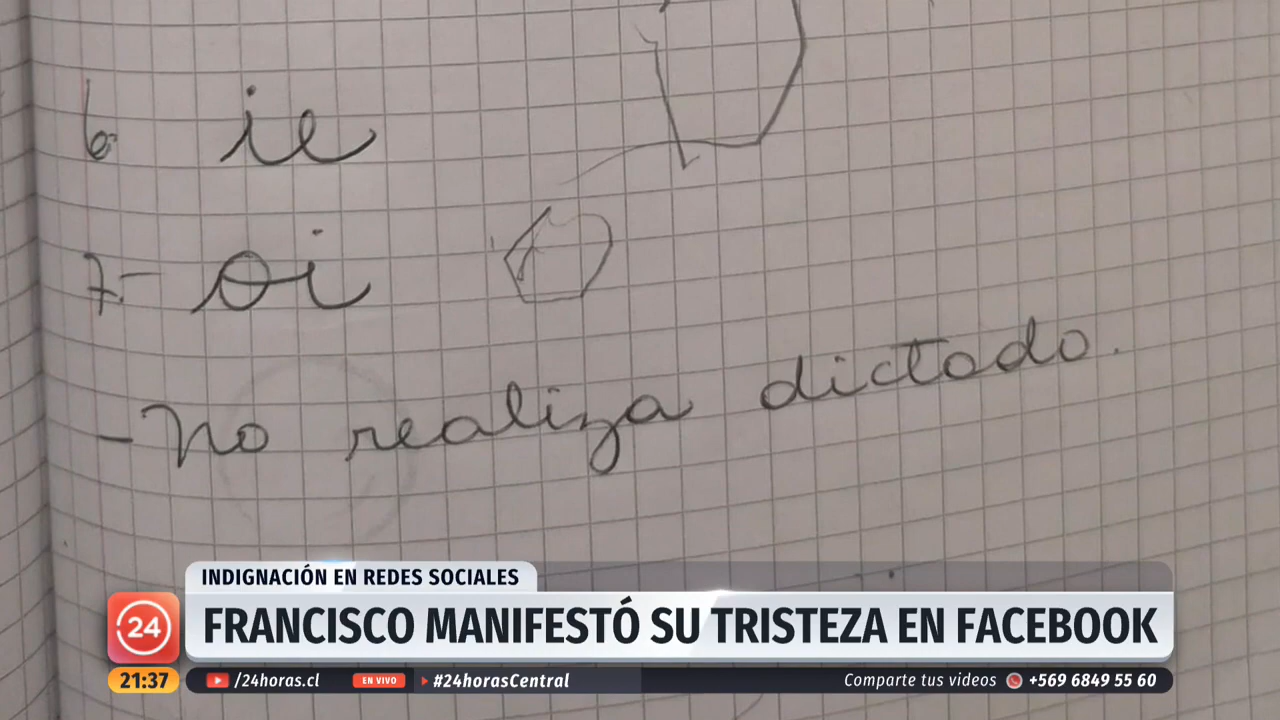 6. ie
7.- oi
- No realiza dictado.
INDIGNACIÓN EN REDES SOCIALES
24
FRANCISCO MANIFESTÓ SU TRISTEZA EN FACEBOOK
21:37
/24horas.cl
EN VIVO
#24horasCentral
Comparte tus videos
+569 6849 55 60